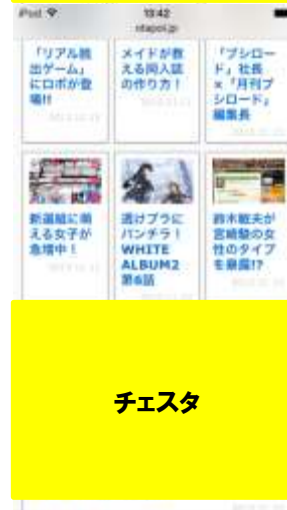 iPod
13:42
otapol.jp
「リアル脱
出ゲーム」
にロボが登
場!!
メイドが教
える同人誌
の作り方!
「ブシロー
ド」社長
×『月刊ブ
シロード』
編集長
新選組に萌
える女子が
急増中!
透けブラに
パンチラ!
WHITE
ALBUM2
第6話
鈴木敏夫が
宮崎駿の女
性のタイプ
を暴露!?
チェスタ